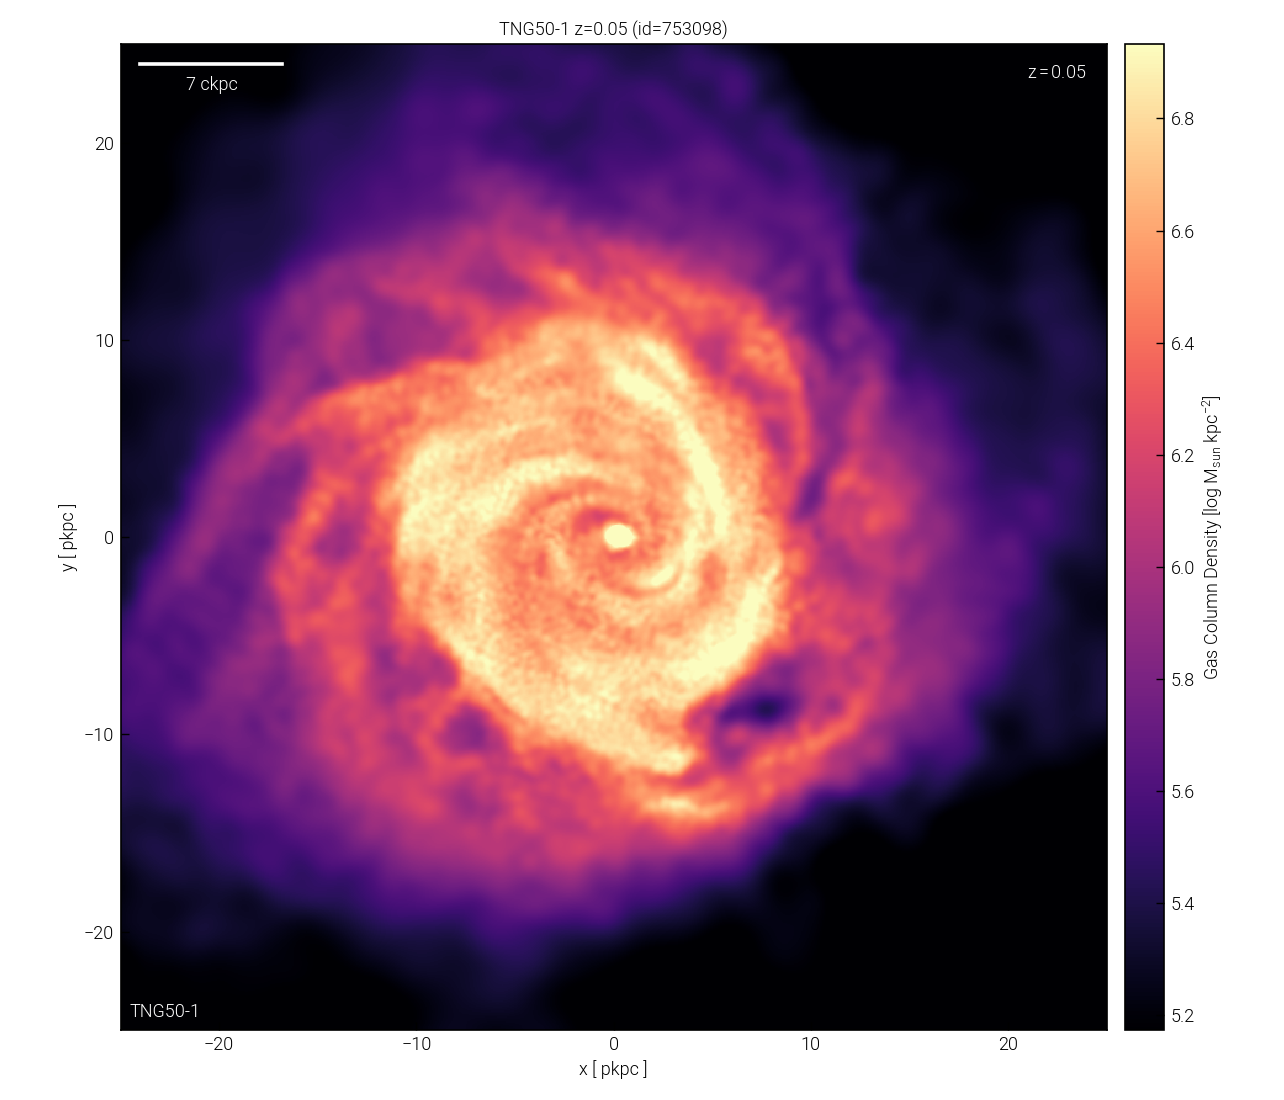 TNG50-1 z=0.05 (id=753098)
7 ckpc
z=0.05
20
10
0
−10
−20
y [ pkpc ]
TNG50-1
−20
−10
0
10
20
x [ pkpc ]
6.8
6.6
6.4
6.2
6.0
5.8
5.6
5.4
5.2
Gas Column Density [log M_sun kpc⁻²]